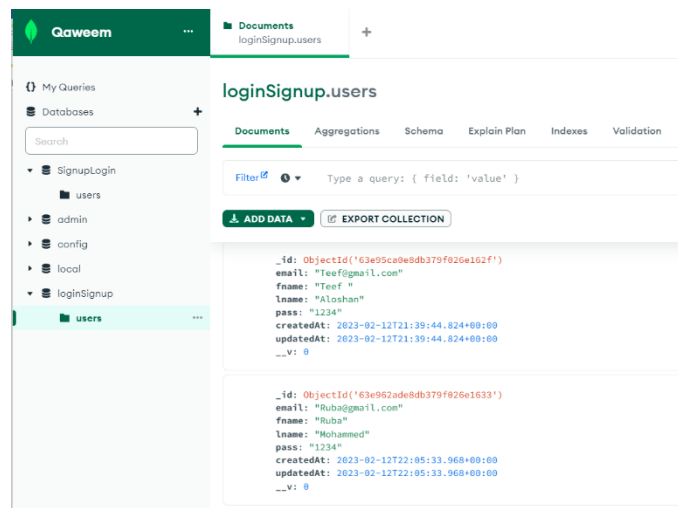 Qaweem ...
Documents
loginSignup.users
+
{} My Queries
Databases +
Search
SignupLogin
users
admin
config
local
loginSignup
users ...
loginSignup.users
Documents Aggregations Schema Explain Plan Indexes Validation
Filter Type a query: { field: 'value' }
ADD DATA EXPORT COLLECTION
_id: ObjectId('63e95ca0e8db379f026e162f')
email: "Teef@gmail.com"
fname: "Teef "
lname: "Aloshan"
pass: "1234"
createdAt: 2023-02-12T21:39:44.824+00:00
updatedAt: 2023-02-12T21:39:44.824+00:00
__v: 0
_id: ObjectId('63e962ade8db379f026e1633')
email: "Ruba@gmail.com"
fname: "Ruba"
lname: "Mohammed"
pass: "1234"
createdAt: 2023-02-12T22:05:33.968+00:00
updatedAt: 2023-02-12T22:05:33.968+00:00
__v: 0